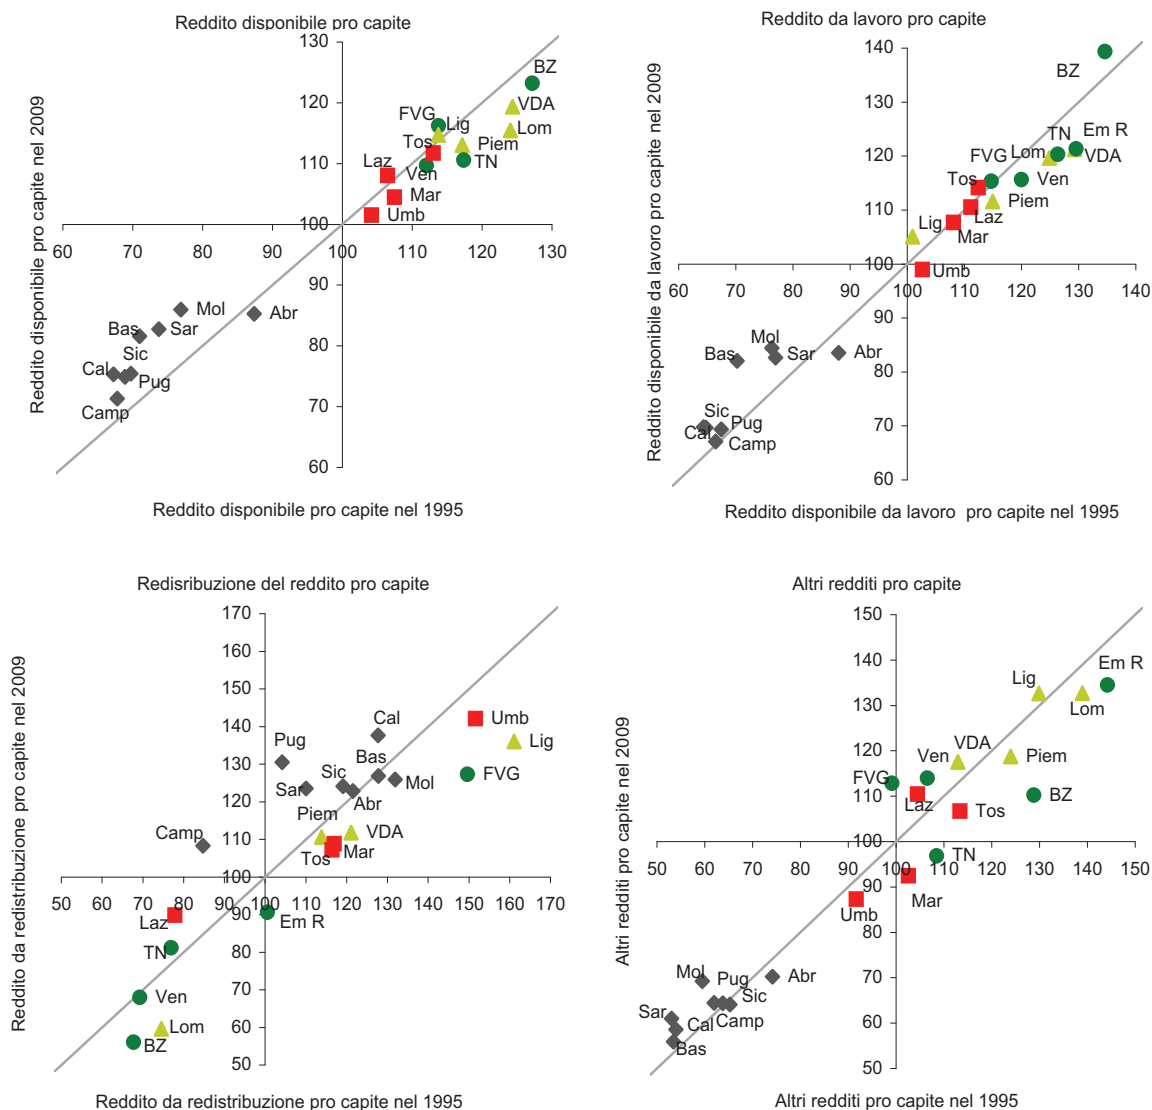 Reddito disponibile pro capite
Reddito disponibile pro capite nel 2009
130
120
110
100
90
80
70
60
60 70 80 90 100 110 120 130
BZ
VDA
FVG
Lig
Lom
Tos
Piem
TN
Laz
Ven
Mar
Umb
Mol
Abr
Bas
Sar
Sic
Cal
Pug
Camp
Reddito disponibile pro capite nel 1995
Reddito da lavoro pro capite
Reddito disponibile da lavoro pro capite nel 2009
140
130
120
110
100
90
80
70
60
60 70 80 90 100 110 120 130 140
BZ
TN
Em R
FVG
Lom
VDA
Tos
Ven
Piem
Laz
Lig
Mar
Umb
Mol
Bas
Sar
Abr
Sic
Pug
Cal
Camp
Reddito disponibile da lavoro pro capite nel 1995
Redisribuzione del reddito pro capite
Reddito da redistribuzione pro capite nel 2009
170
160
150
140
130
120
110
100
90
80
70
60
50
50 60 70 80 90 100 110 120 130 140 150 160 170
Cal
Umb
Lig
Pug
Bas
Sic
FVG
Sar
Mol
Abr
Piem
Camp
VDA
Tos
Mar
Laz
Em R
TN
Ven
Lom
BZ
Reddito da redistribuzione pro capite nel 1995
Altri redditi pro capite
Altri redditi pro capite nel 2009
150
140
130
120
110
100
90
80
70
60
50
50 60 70 80 90 100 110 120 130 140 150
Em R
Lig
Lom
Ven
VDA
Piem
FVG
BZ
Laz
Tos
TN
Umb
Mar
Mol
Pug
Abr
Sic
Sar
Cal
Camp
Bas
Altri redditi pro capite nel 1995